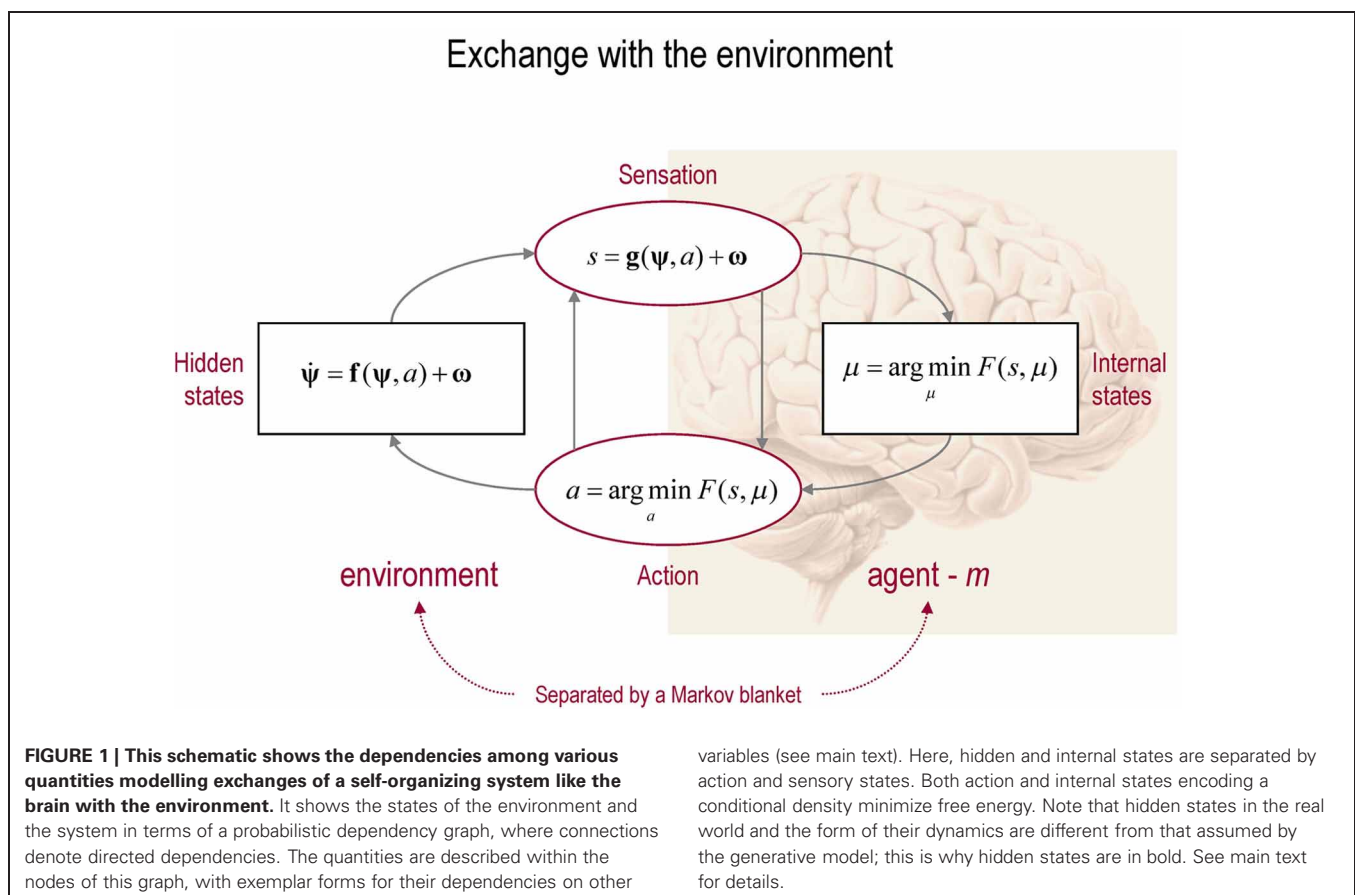 Exchange with the environment
Sensation
s = g(ψ, a) + ω
Hidden
states
ψ̇ = f(ψ, a) + ω
μ = arg min F(s, μ)
μ
Internal
states
a = arg min F(s, μ)
a
environment
Action
agent - m
Separated by a Markov blanket
FIGURE 1 | This schematic shows the dependencies among various
quantities modelling exchanges of a self-organizing system like the
brain with the environment. It shows the states of the environment and
the system in terms of a probabilistic dependency graph, where connections
denote directed dependencies. The quantities are described within the
nodes of this graph, with exemplar forms for their dependencies on other
variables (see main text). Here, hidden and internal states are separated by
action and sensory states. Both action and internal states encoding a
conditional density minimize free energy. Note that hidden states in the real
world and the form of their dynamics are different from that assumed by
the generative model; this is why hidden states are in bold. See main text
for details.